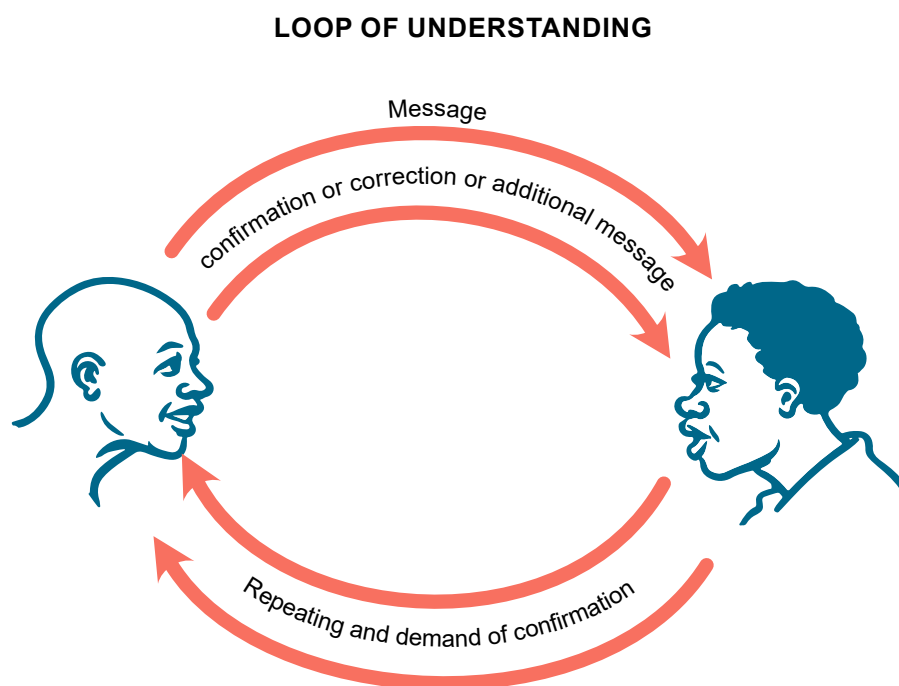 LOOP OF UNDERSTANDING
Message
confirmation or correction or additional message
Repeating and demand of confirmation